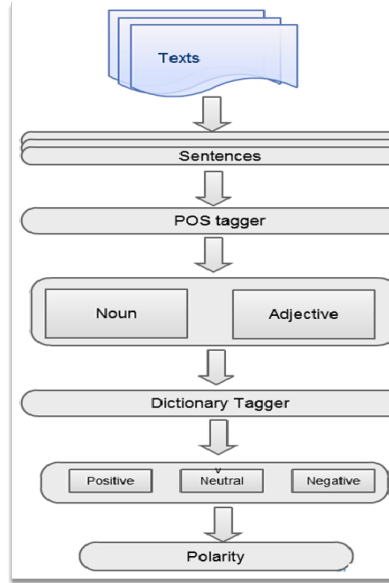 Texts
Sentences
POS tagger
Noun Adjective
Dictionary Tagger
Positive Neutral Negative
Polarity